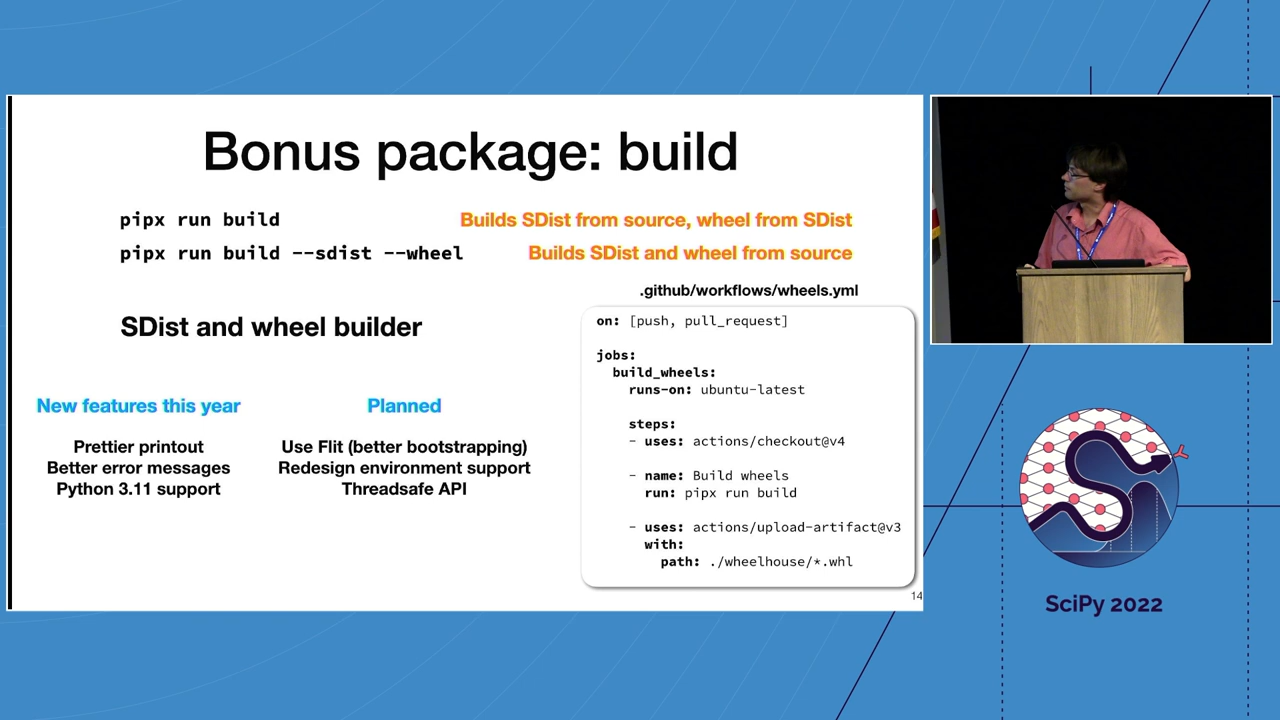 Bonus package: build
pipx run build
Builds SDist from source, wheel from SDist
pipx run build --sdist --wheel
Builds SDist and wheel from source
SDist and wheel builder
New features this year
Prettier printout
Better error messages
Python 3.11 support
Planned
Use Flit (better bootstrapping)
Redesign environment support
Threadsafe API
.github/workflows/wheels.yml
on: [push, pull_request]
jobs:
build_wheels:
runs-on: ubuntu-latest
steps:
- uses: actions/checkout@v4
- name: Build wheels
run: pipx run build
- uses: actions/upload-artifact@v3
with:
path: ./wheelhouse/*.whl
14
SciPy 2022